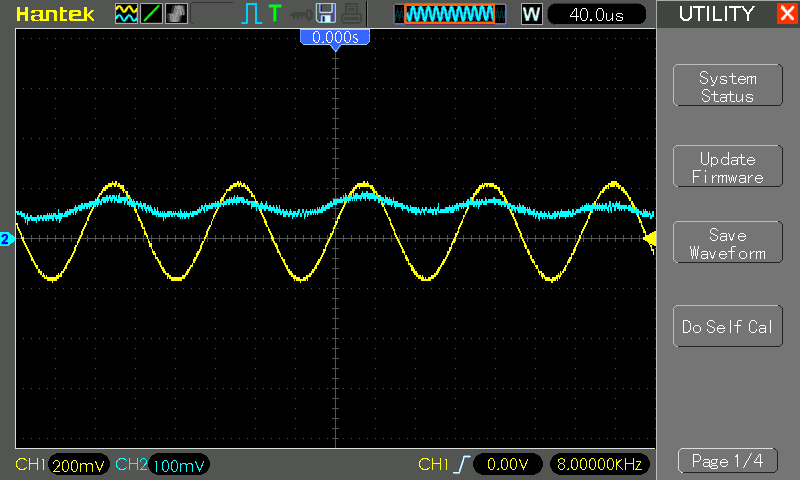 Hantek
T
W
40.0us
UTILITY
X
0.000s
System
Status
Update
Firmware
Save
Waveform
2
Do Self Cal
CH1 200mV CH2 100mV CH1 0.00V 8.00000KHz
Page 1/4